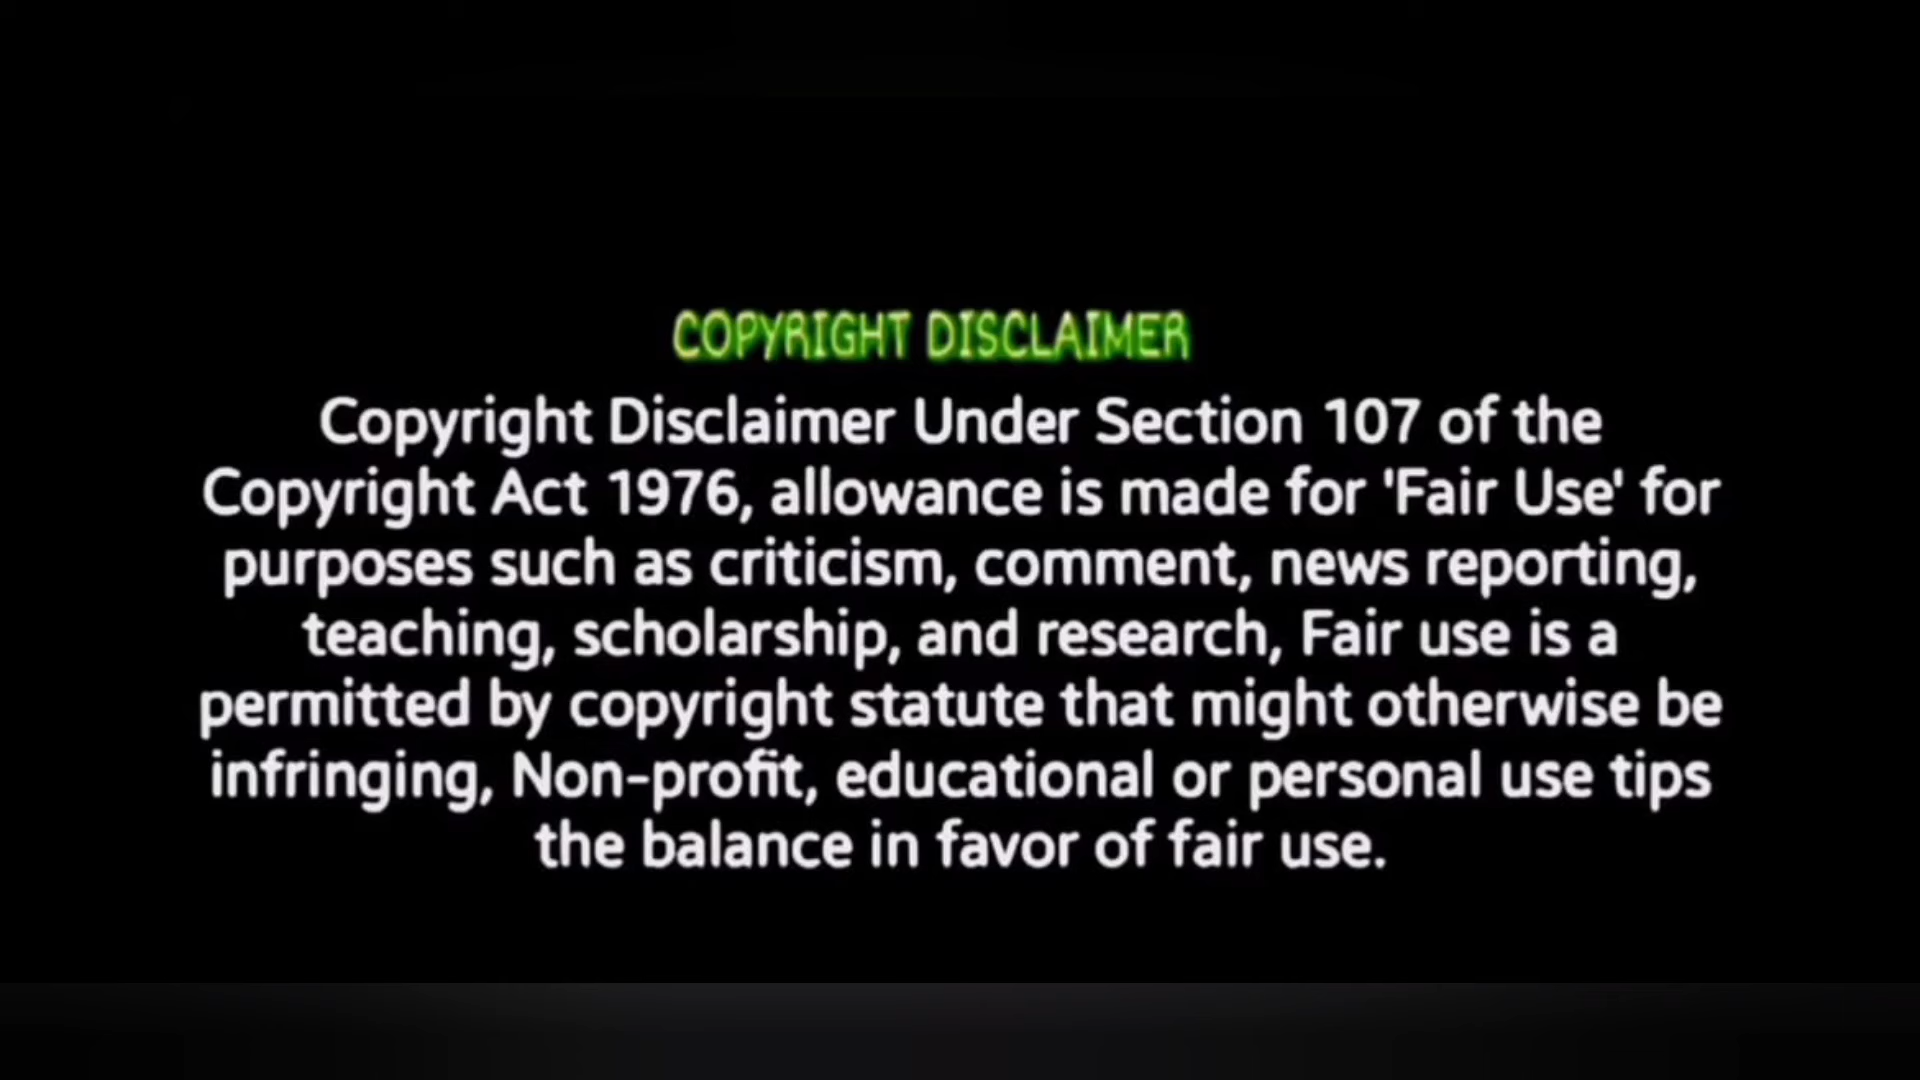 COPYRIGHT DISCLAIMER
Copyright Disclaimer Under Section 107 of the
Copyright Act 1976, allowance is made for 'Fair Use' for
purposes such as criticism, comment, news reporting,
teaching, scholarship, and research, Fair use is a
permitted by copyright statute that might otherwise be
infringing, Non-profit, educational or personal use tips
the balance in favor of fair use.